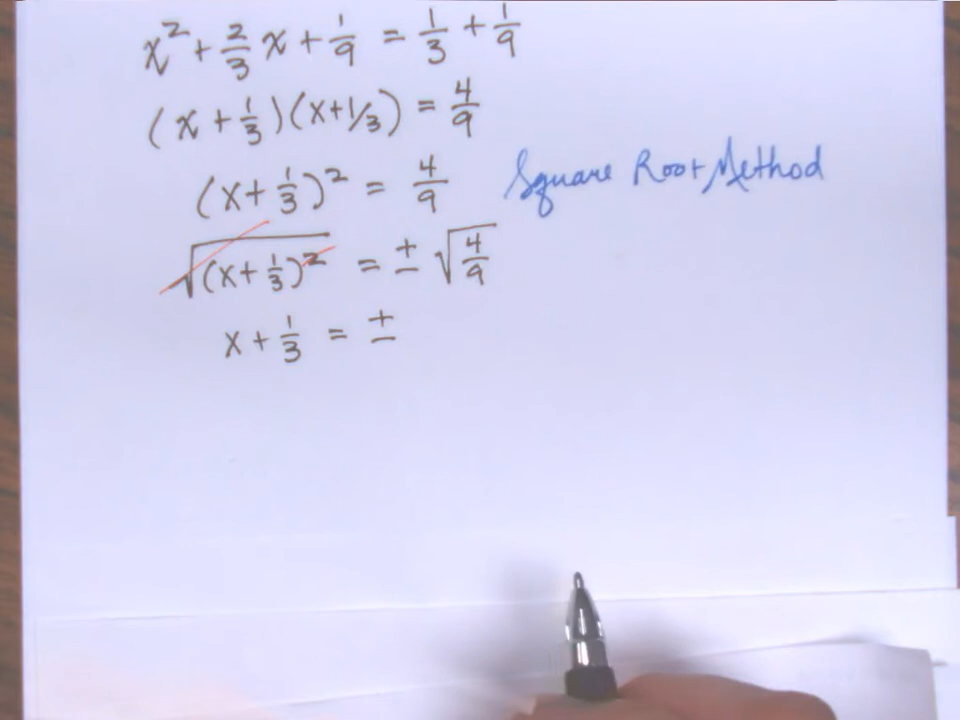 x² + 2/3 x + 1/9 = 1/3 + 1/9
(x + 1/3)(x + 1/3) = 4/9
(x + 1/3)² = 4/9 Square Root Method
√(x + 1/3)² = ± √4/9
x + 1/3 = ±